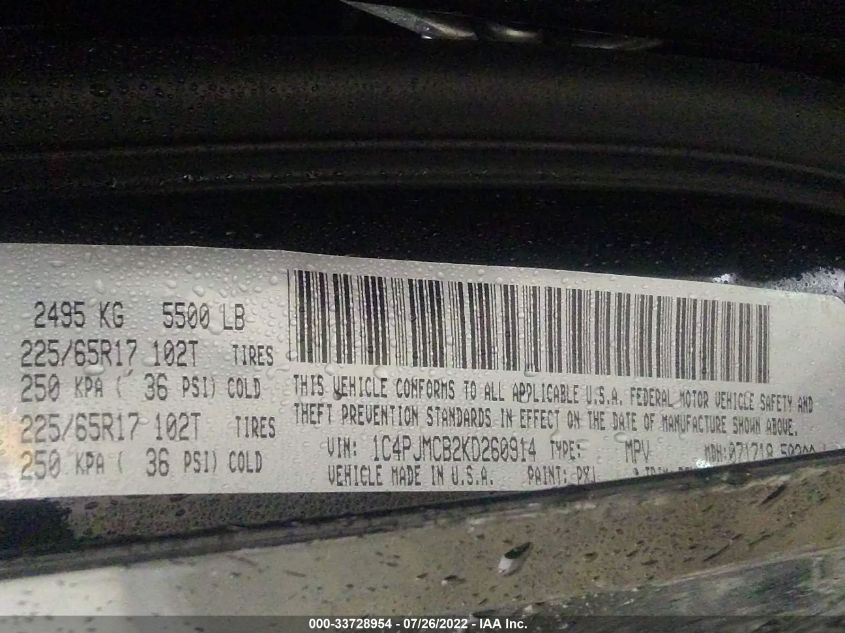 2495 KG 5500 LB
225/65R17 102T TIRES
250 KPA ( 36 PSI) COLD
225/65R17 102T TIRES
250 KPA ( 36 PSI) COLD
THIS VEHICLE CONFORMS TO ALL APPLICABLE U.S.A. FEDERAL MOTOR VEHICLE SAFETY AND
THEFT PREVENTION STANDARDS IN EFFECT ON THE DATE OF MANUFACTURE SHOWN ABOVE.
VIN: 1C4PJMCB2KD260914 TYPE: MPV MDH:071718
VEHICLE MADE IN U.S.A. PAINT: PXJ
000-33728954 - 07/26/2022 - IAA Inc.